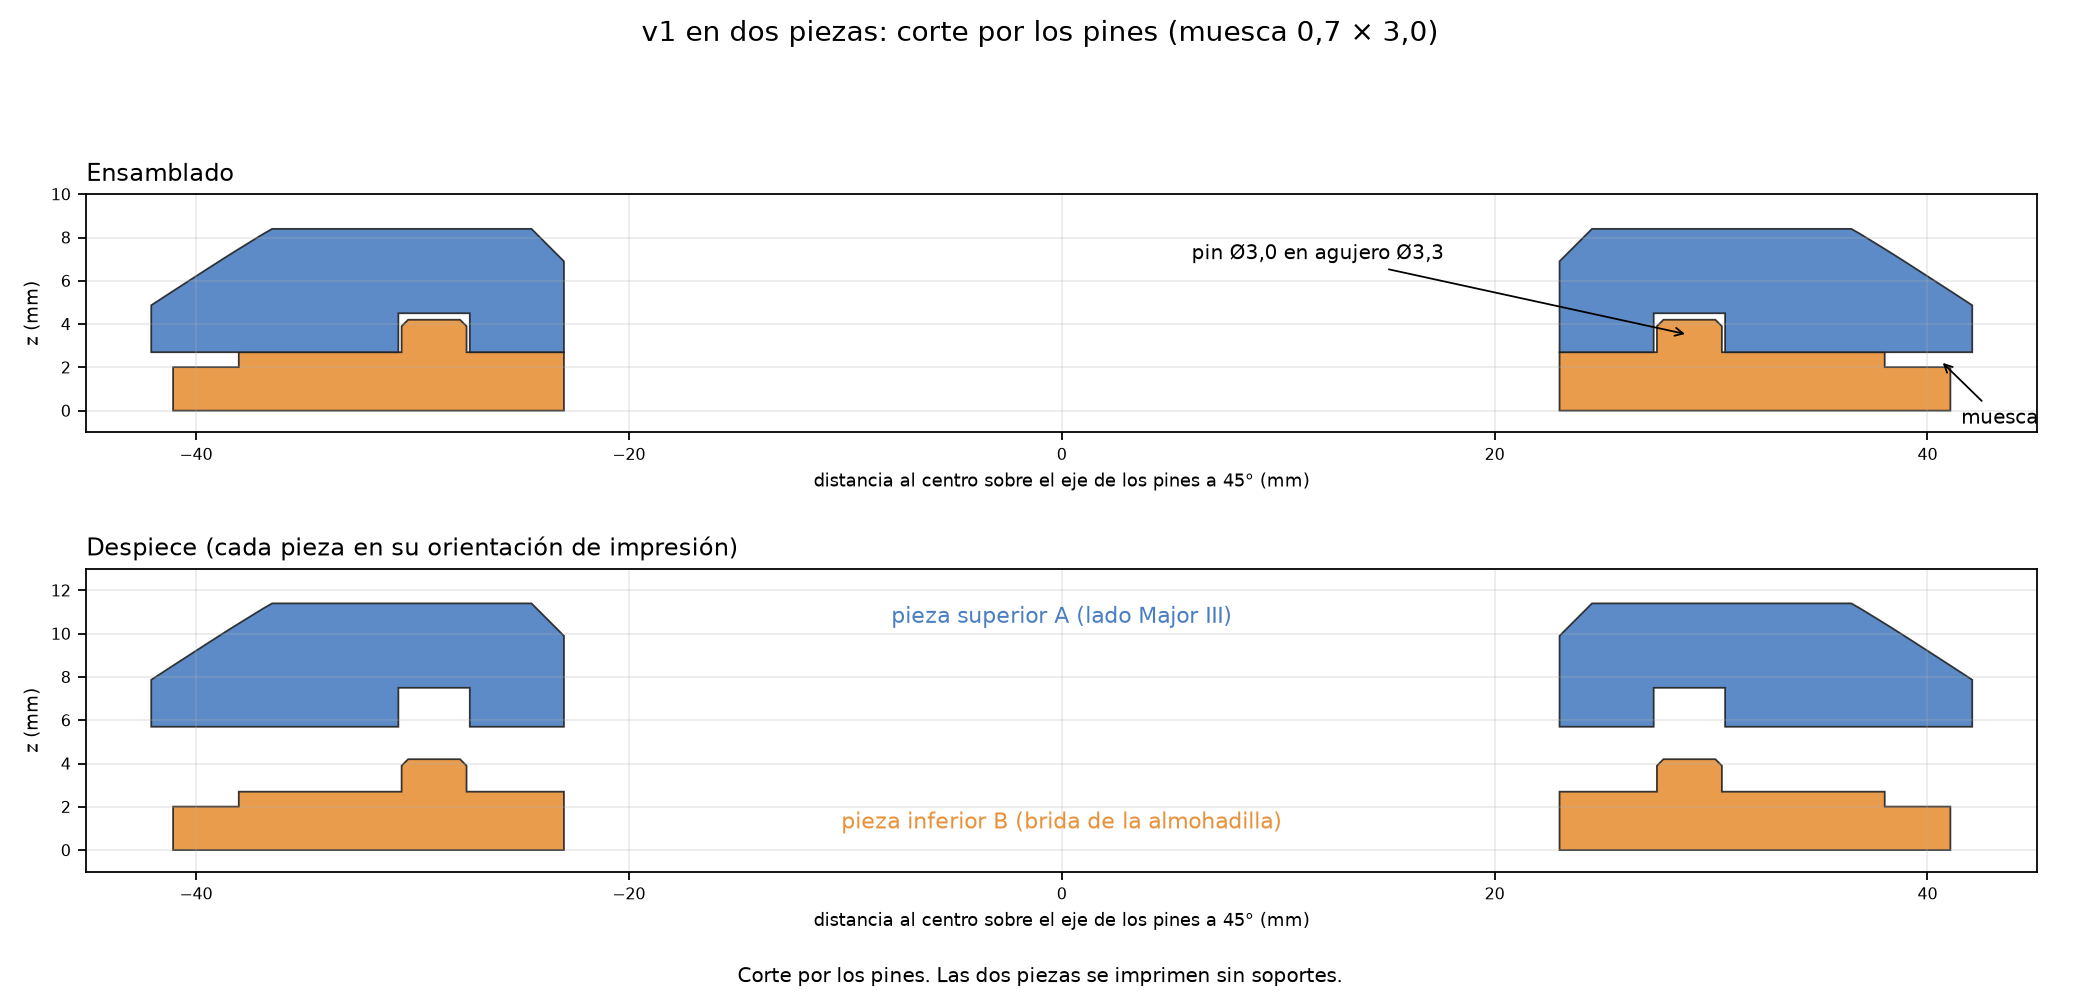 v1 en dos piezas: corte por los pines (muesca 0,7 × 3,0)
Ensamblado
10
8
6
4
2
0
z (mm)
pin Ø3,0 en agujero Ø3,3
muesca
−40
−20
0
20
40
distancia al centro sobre el eje de los pines a 45° (mm)
Despiece (cada pieza en su orientación de impresión)
12
10
8
6
4
2
0
z (mm)
pieza superior A (lado Major III)
pieza inferior B (brida de la almohadilla)
−40
−20
0
20
40
distancia al centro sobre el eje de los pines a 45° (mm)
Corte por los pines. Las dos piezas se imprimen sin soportes.